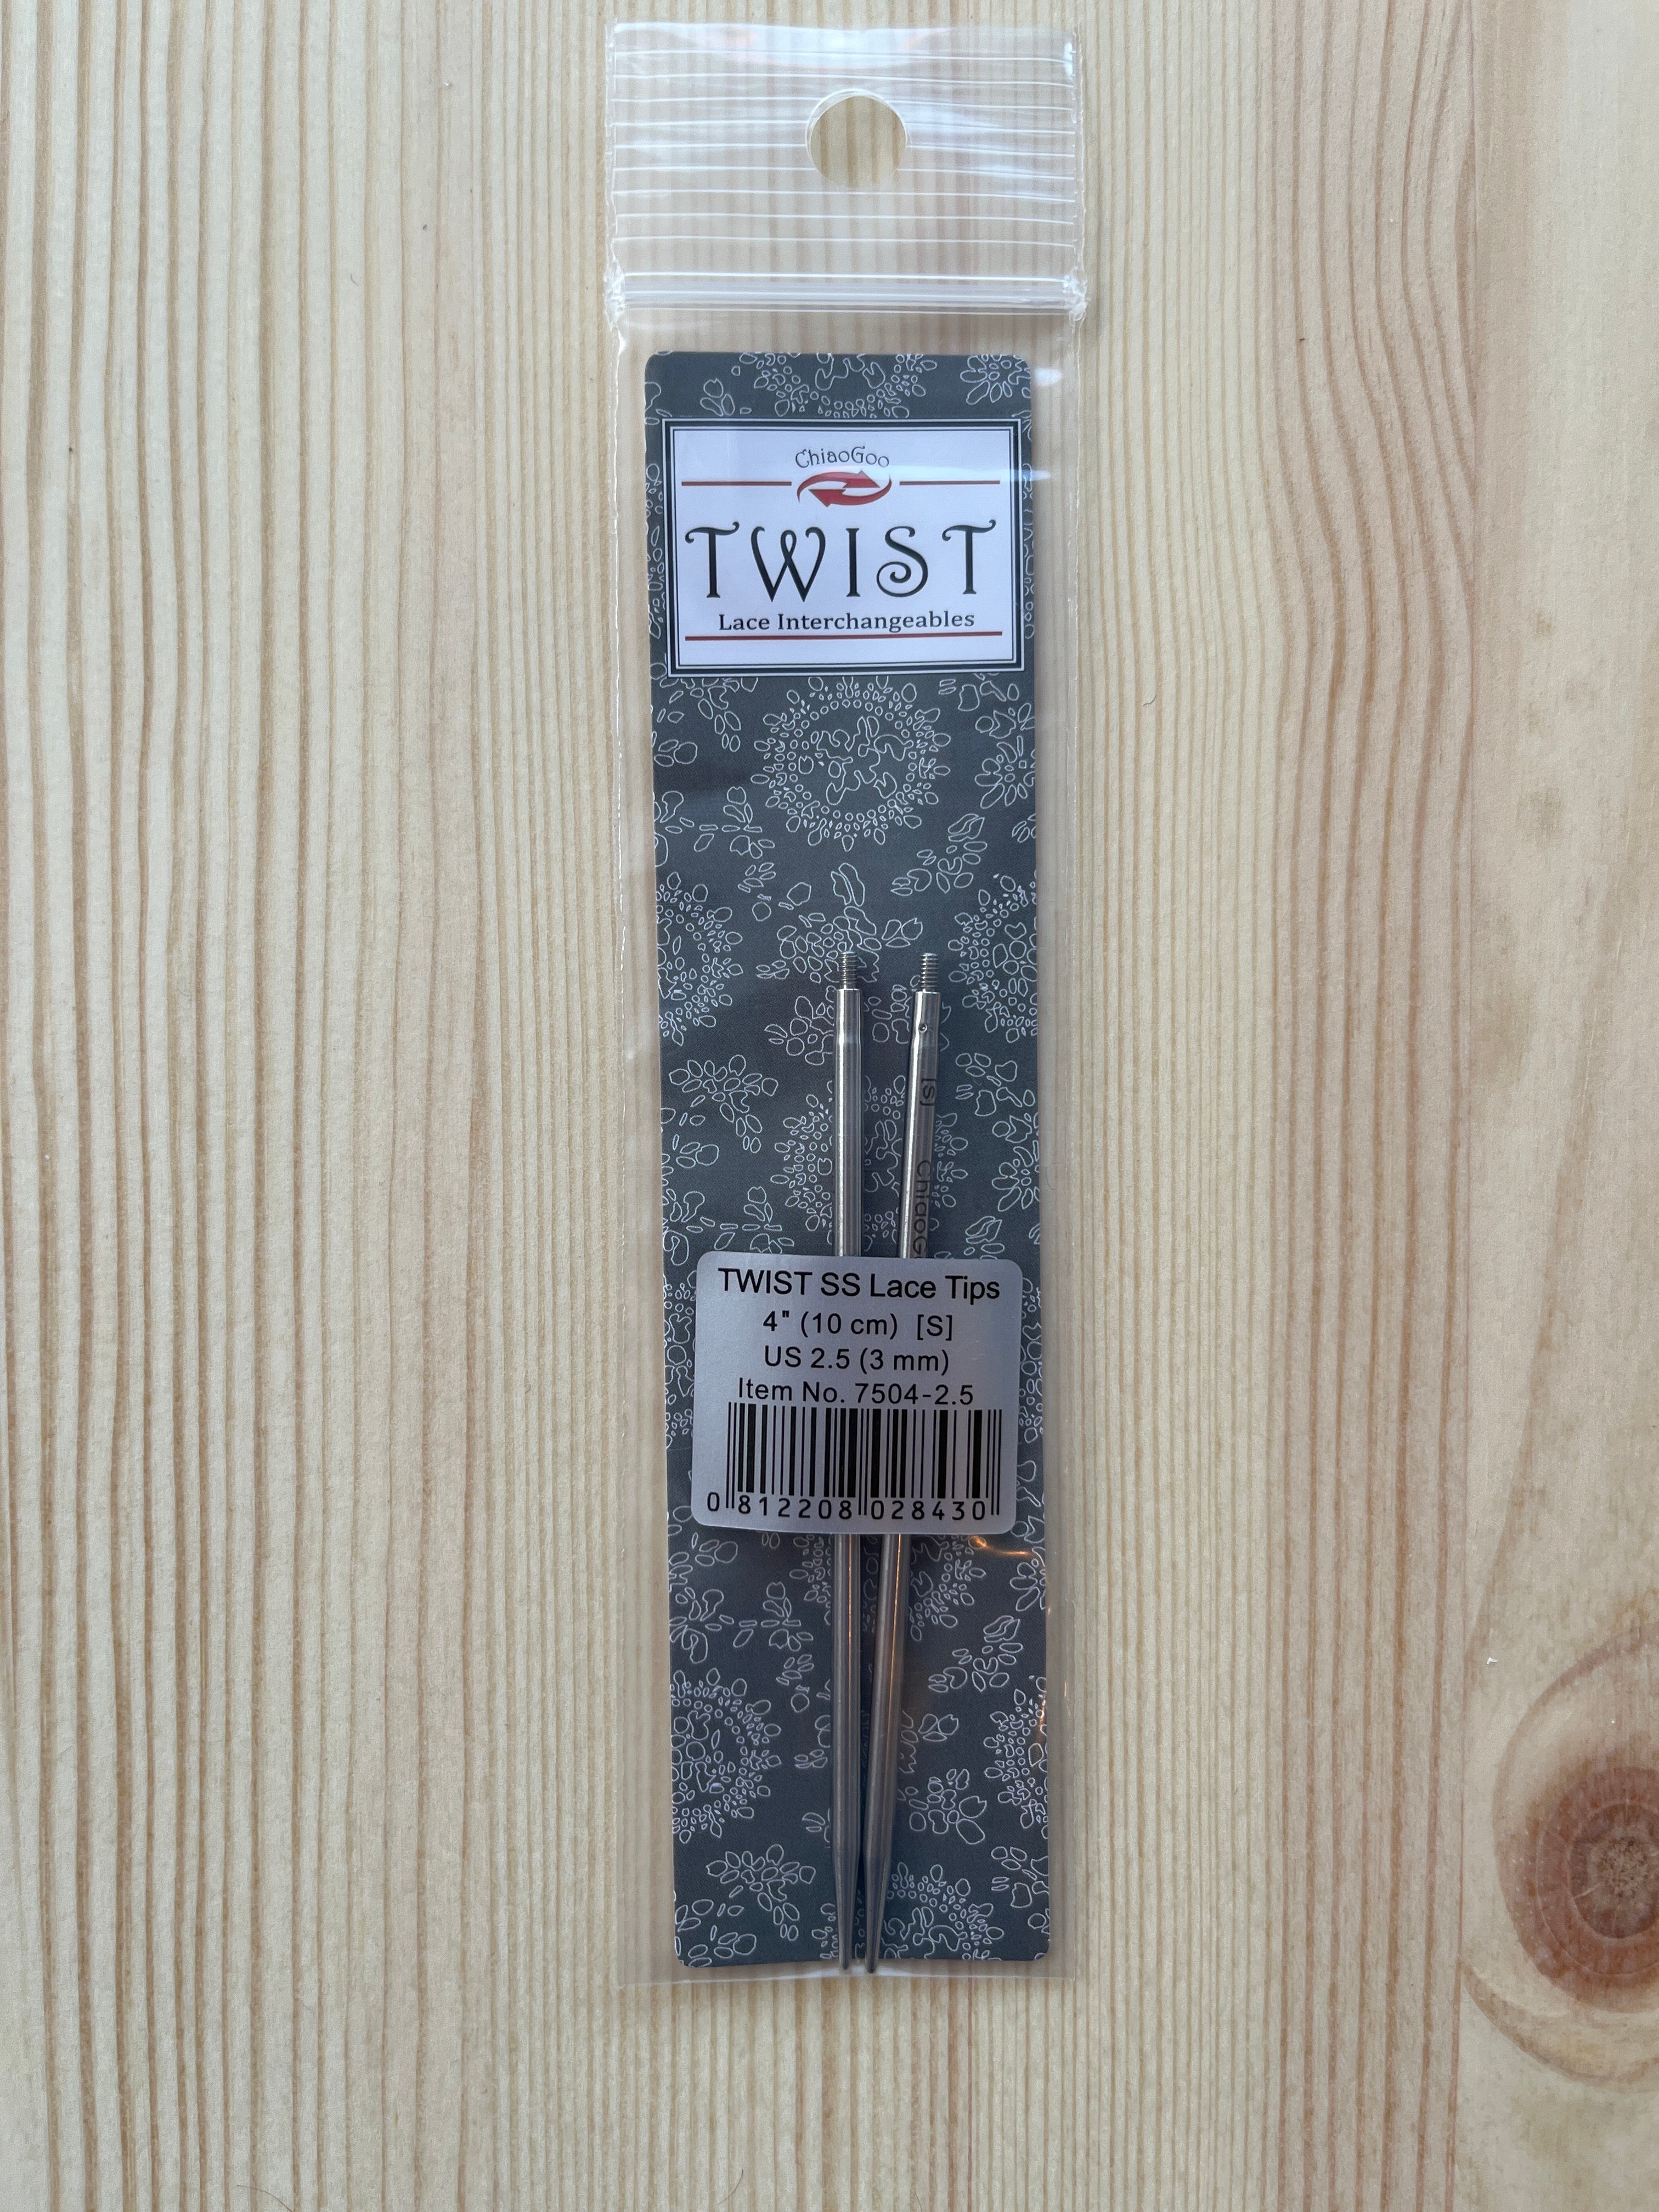 ChiaoGoo
TWIST
Lace Interchangeables
[S] ChiaoG
TWIST SS Lace Tips
4" (10 cm) [S]
US 2.5 (3 mm)
Item No. 7504-2.5
0 812208 028430